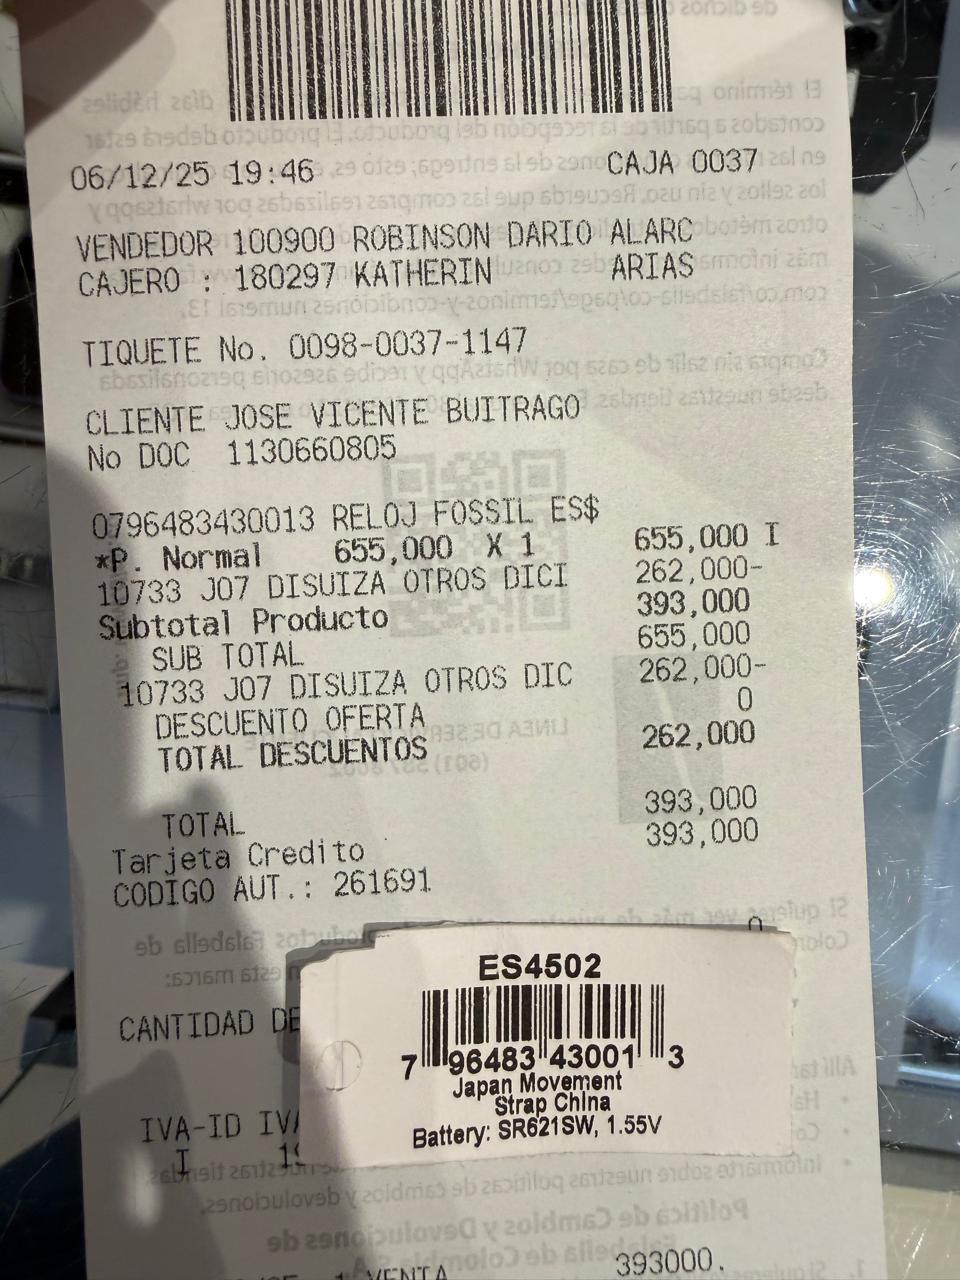 06/12/25 19:46 CAJA 0037
VENDEDOR 100900 ROBINSON DARIO ALARC
CAJERO : 180297 KATHERIN ARIAS
TIQUETE No. 0098-0037-1147
CLIENTE JOSE VICENTE BUITRAGO
No DOC 1130660805
0796483430013 RELOJ FOSSIL ES$
*P. Normal 655,000 X 1 655,000 I
10733 J07 DISUIZA OTROS DICI 262,000-
Subtotal Producto 393,000
SUB TOTAL 655,000
10733 J07 DISUIZA OTROS DIC 262,000-
DESCUENTO OFERTA 0
TOTAL DESCUENTOS 262,000
TOTAL 393,000
Tarjeta Credito 393,000
CODIGO AUT.: 261691
ES4502
7 96483 43001 3
Japan Movement
Strap China
Battery: SR621SW, 1.55V
CANTIDAD DE
IVA-ID
I
1 VENTA 393000.